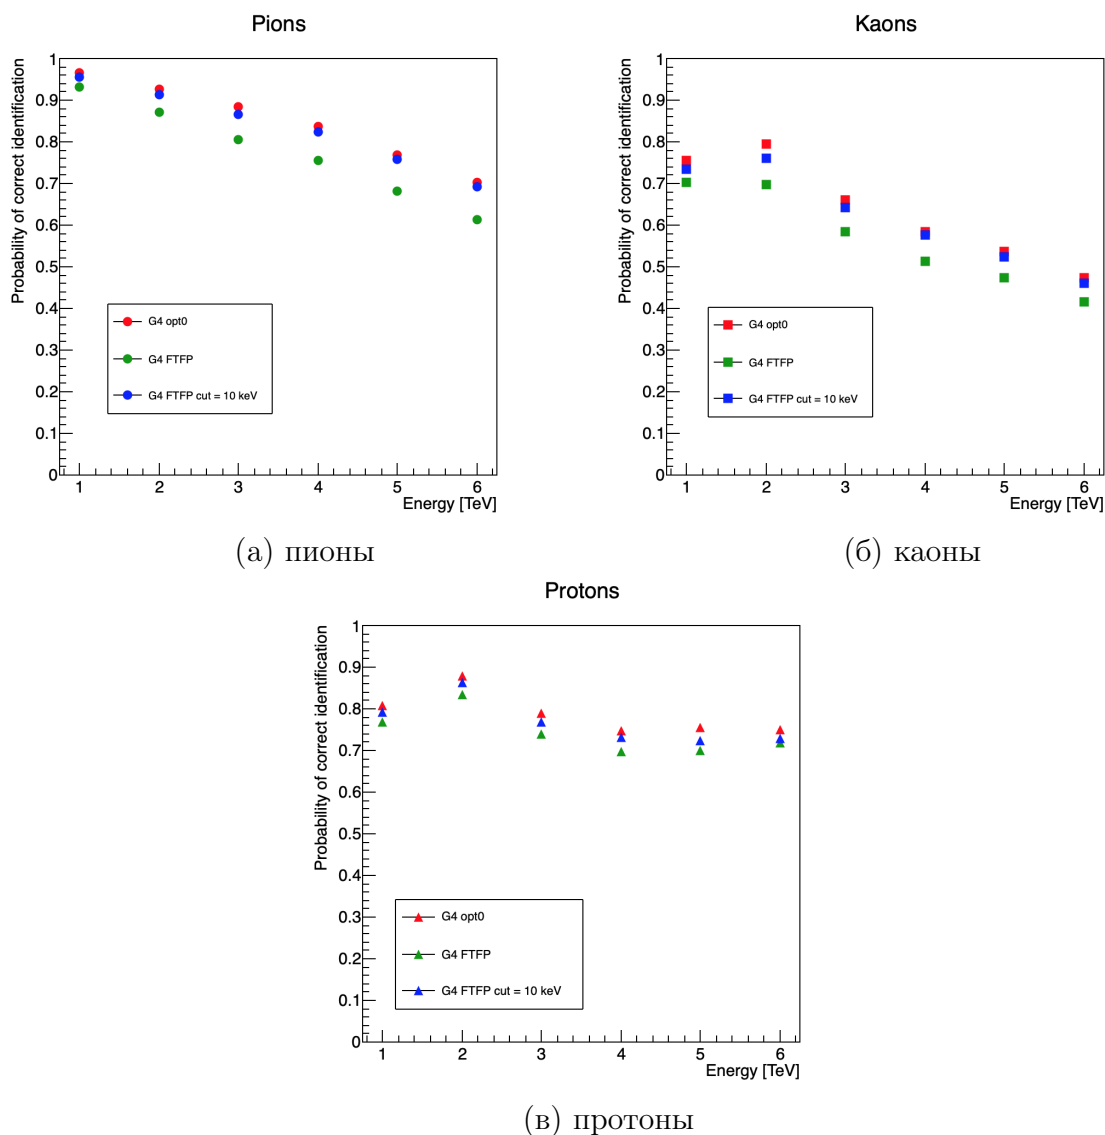 Pions
Probability of correct identification
1
0.9
0.8
0.7
0.6
0.5
0.4
0.3
0.2
0.1
0
G4 opt0
G4 FTFP
G4 FTFP cut = 10 keV
1 2 3 4 5 6
Energy [TeV]
(а) пионы
Kaons
Probability of correct identification
1
0.9
0.8
0.7
0.6
0.5
0.4
0.3
0.2
0.1
0
G4 opt0
G4 FTFP
G4 FTFP cut = 10 keV
1 2 3 4 5 6
Energy [TeV]
(б) каоны
Protons
Probability of correct identification
1
0.9
0.8
0.7
0.6
0.5
0.4
0.3
0.2
0.1
0
G4 opt0
G4 FTFP
G4 FTFP cut = 10 keV
1 2 3 4 5 6
Energy [TeV]
(в) протоны